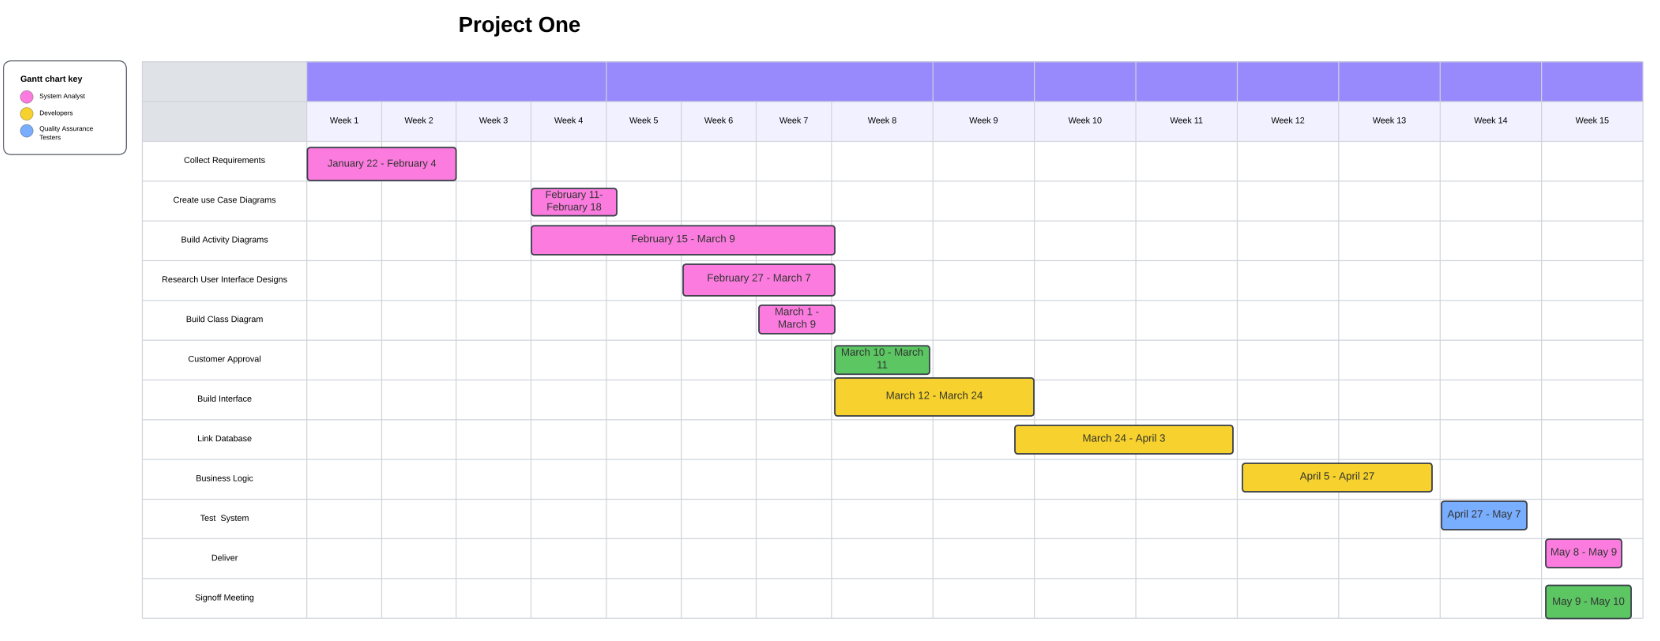 Project One
Gantt chart key
System Analyst
Developers
Quality Assurance
Testers
Week 1 Week 2 Week 3 Week 4 Week 5 Week 6 Week 7 Week 8 Week 9 Week 10 Week 11 Week 12 Week 13 Week 14 Week 15
Collect Requirements
January 22 - February 4
Create use Case Diagrams
February 11-
February 18
Build Activity Diagrams
February 15 - March 9
Research User Interface Designs
February 27 - March 7
Build Class Diagram
March 1 -
March 9
Customer Approval
March 10 - March
11
Build Interface
March 12 - March 24
Link Database
March 24 - April 3
Business Logic
April 5 - April 27
Test System
April 27 - May 7
Deliver
May 8 - May 9
Signoff Meeting
May 9 - May 10